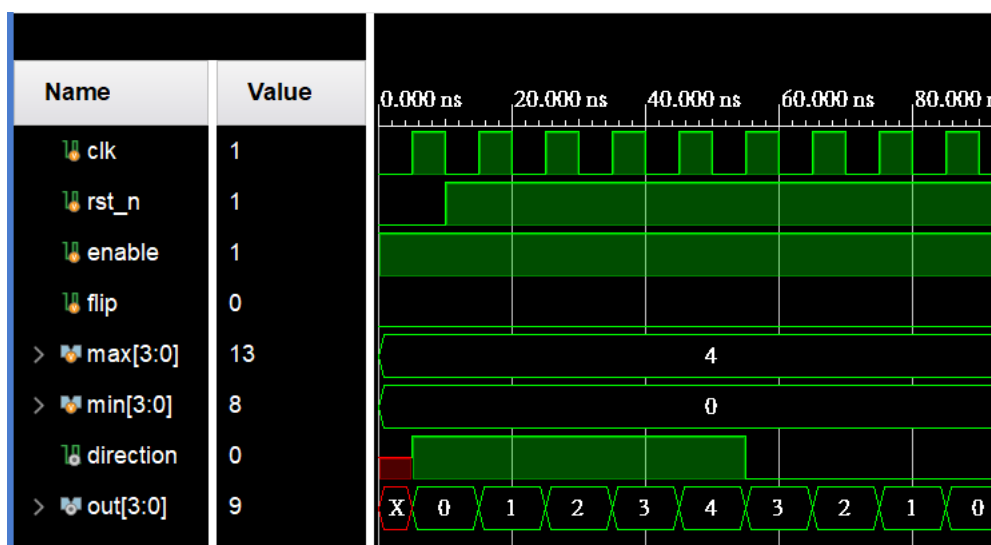 Name Value
0.000 ns 20.000 ns 40.000 ns 60.000 ns 80.000 n
clk 1
rst_n 1
enable 1
flip 0
max[3:0] 13 4
min[3:0] 8 0
direction 0
out[3:0] 9 X 0 1 2 3 4 3 2 1 0